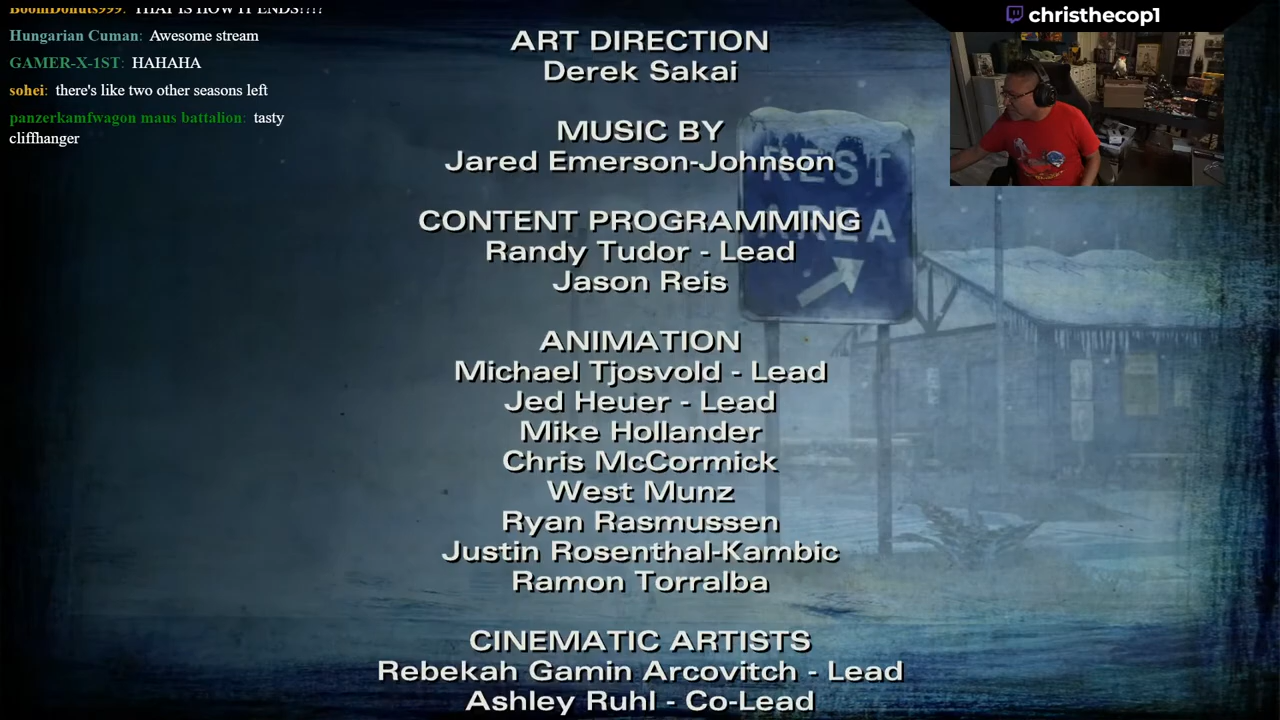 BoomDonuts999: THAT IS HOW IT ENDS!!!!
Hungarian Cuman: Awesome stream
GAMER-X-1ST: HAHAHA
sohei: there's like two other seasons left
panzerkamfwagon maus battalion: tasty
cliffhanger
christhecop1
ART DIRECTION
Derek Sakai
MUSIC BY
Jared Emerson-Johnson
CONTENT PROGRAMMING
Randy Tudor - Lead
Jason Reis
ANIMATION
Michael Tjosvold - Lead
Jed Heuer - Lead
Mike Hollander
Chris McCormick
West Munz
Ryan Rasmussen
Justin Rosenthal-Kambic
Ramon Torralba
CINEMATIC ARTISTS
Rebekah Gamin Arcovitch - Lead
Ashley Ruhl - Co-Lead
REST
AREA